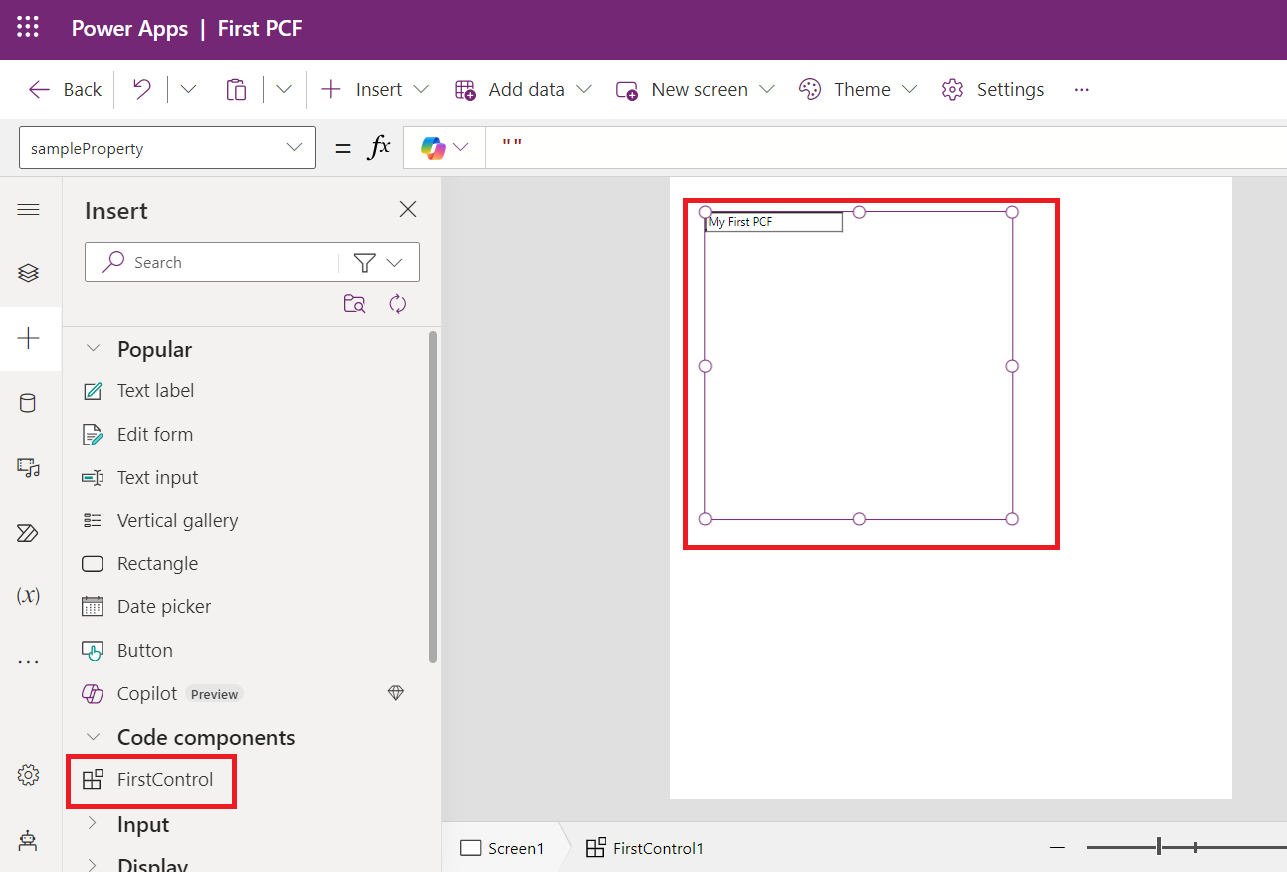 Power Apps | First PCF
Back
Insert
Add data
New screen
Theme
Settings
...
sampleProperty
= fx
""
Insert
Search
Popular
Text label
Edit form
Text input
Vertical gallery
Rectangle
Date picker
Button
Copilot Preview
Code components
FirstControl
Input
Display
(x)
...
My First PCF
Screen1
FirstControl1